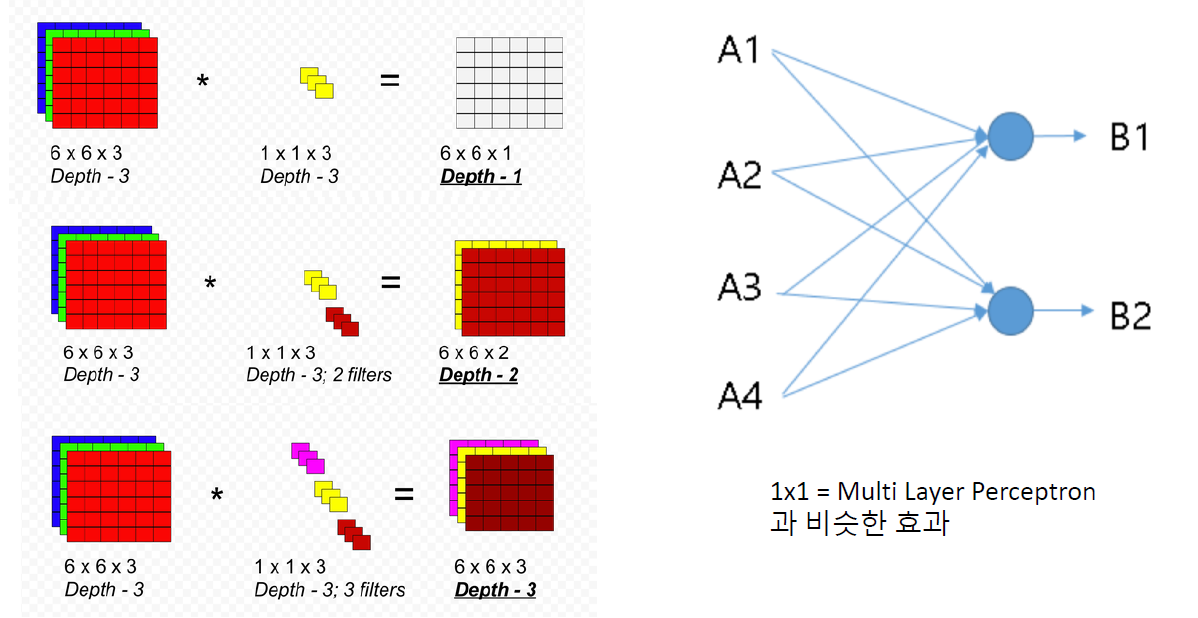 *
=
6 x 6 x 3
Depth - 3
1 x 1 x 3
Depth - 3
6 x 6 x 1
Depth - 1
*
=
6 x 6 x 3
Depth - 3
1 x 1 x 3
Depth - 3; 2 filters
6 x 6 x 2
Depth - 2
*
=
6 x 6 x 3
Depth - 3
1 x 1 x 3
Depth - 3; 3 filters
6 x 6 x 3
Depth - 3
A1
A2
A3
A4
B1
B2
1x1 = Multi Layer Perceptron
과 비슷한 효과